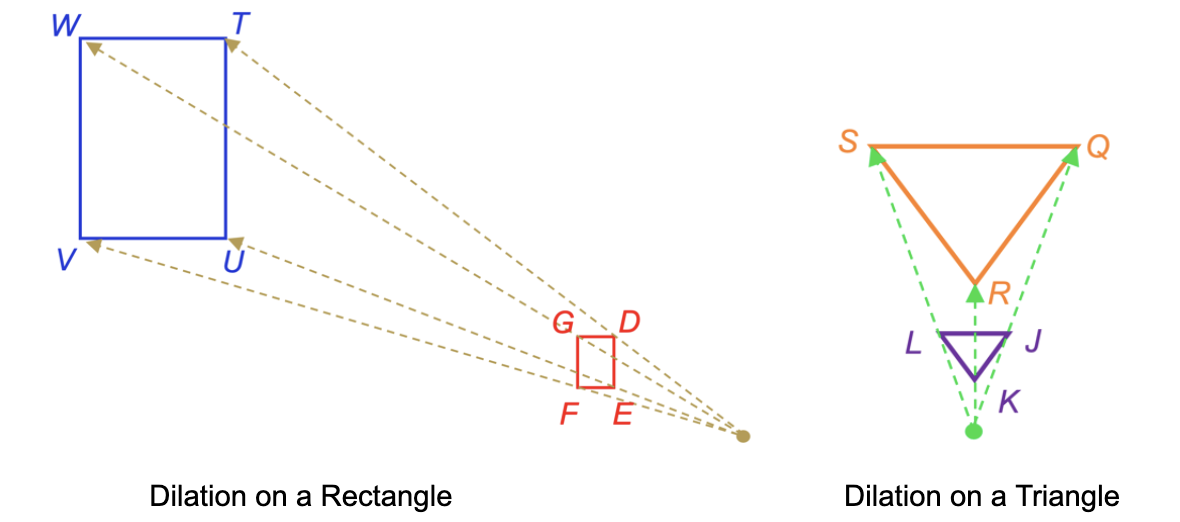 W T
V U
G D
F E
S Q
R
L J
K
Dilation on a Rectangle
Dilation on a Triangle